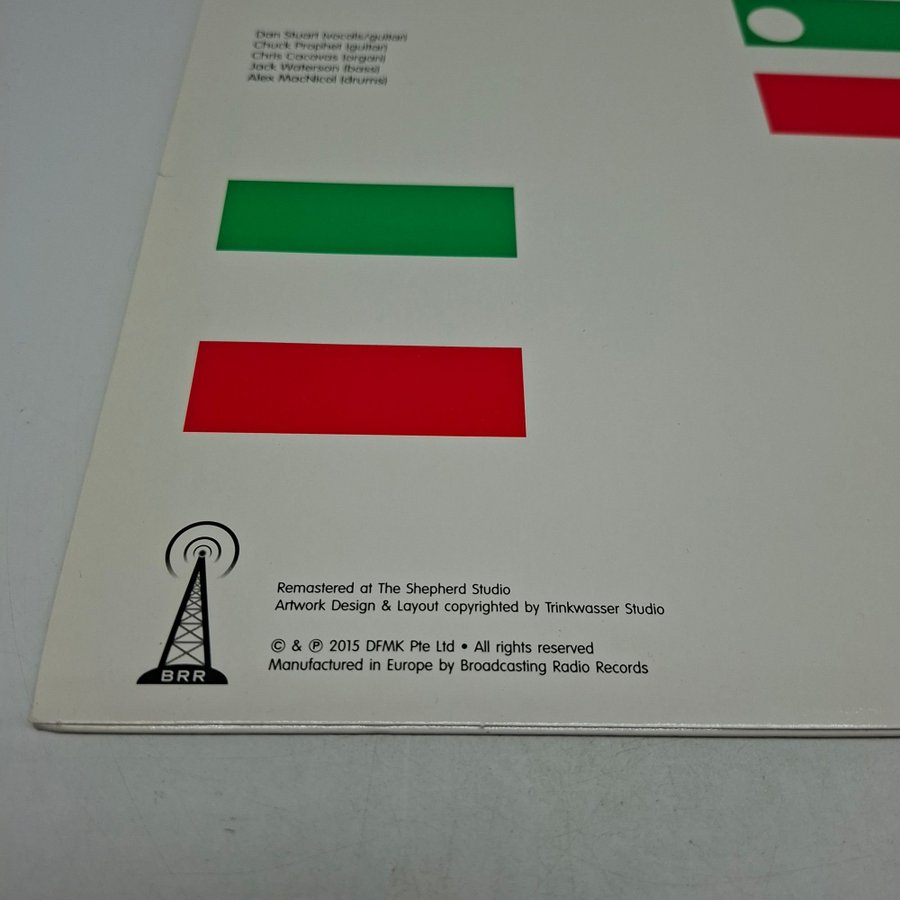 Dan Stuart (vocals/guitar)
Chuck Prophet (guitar)
Chris Cacavas (organ)
Jack Waterson (bass)
Alex MacNicol (drums)
Remastered at The Shepherd Studio
Artwork Design & Layout copyrighted by Trinkwasser Studio
© & ℗ 2015 DFMK Pte Ltd • All rights reserved
Manufactured in Europe by Broadcasting Radio Records
BRR